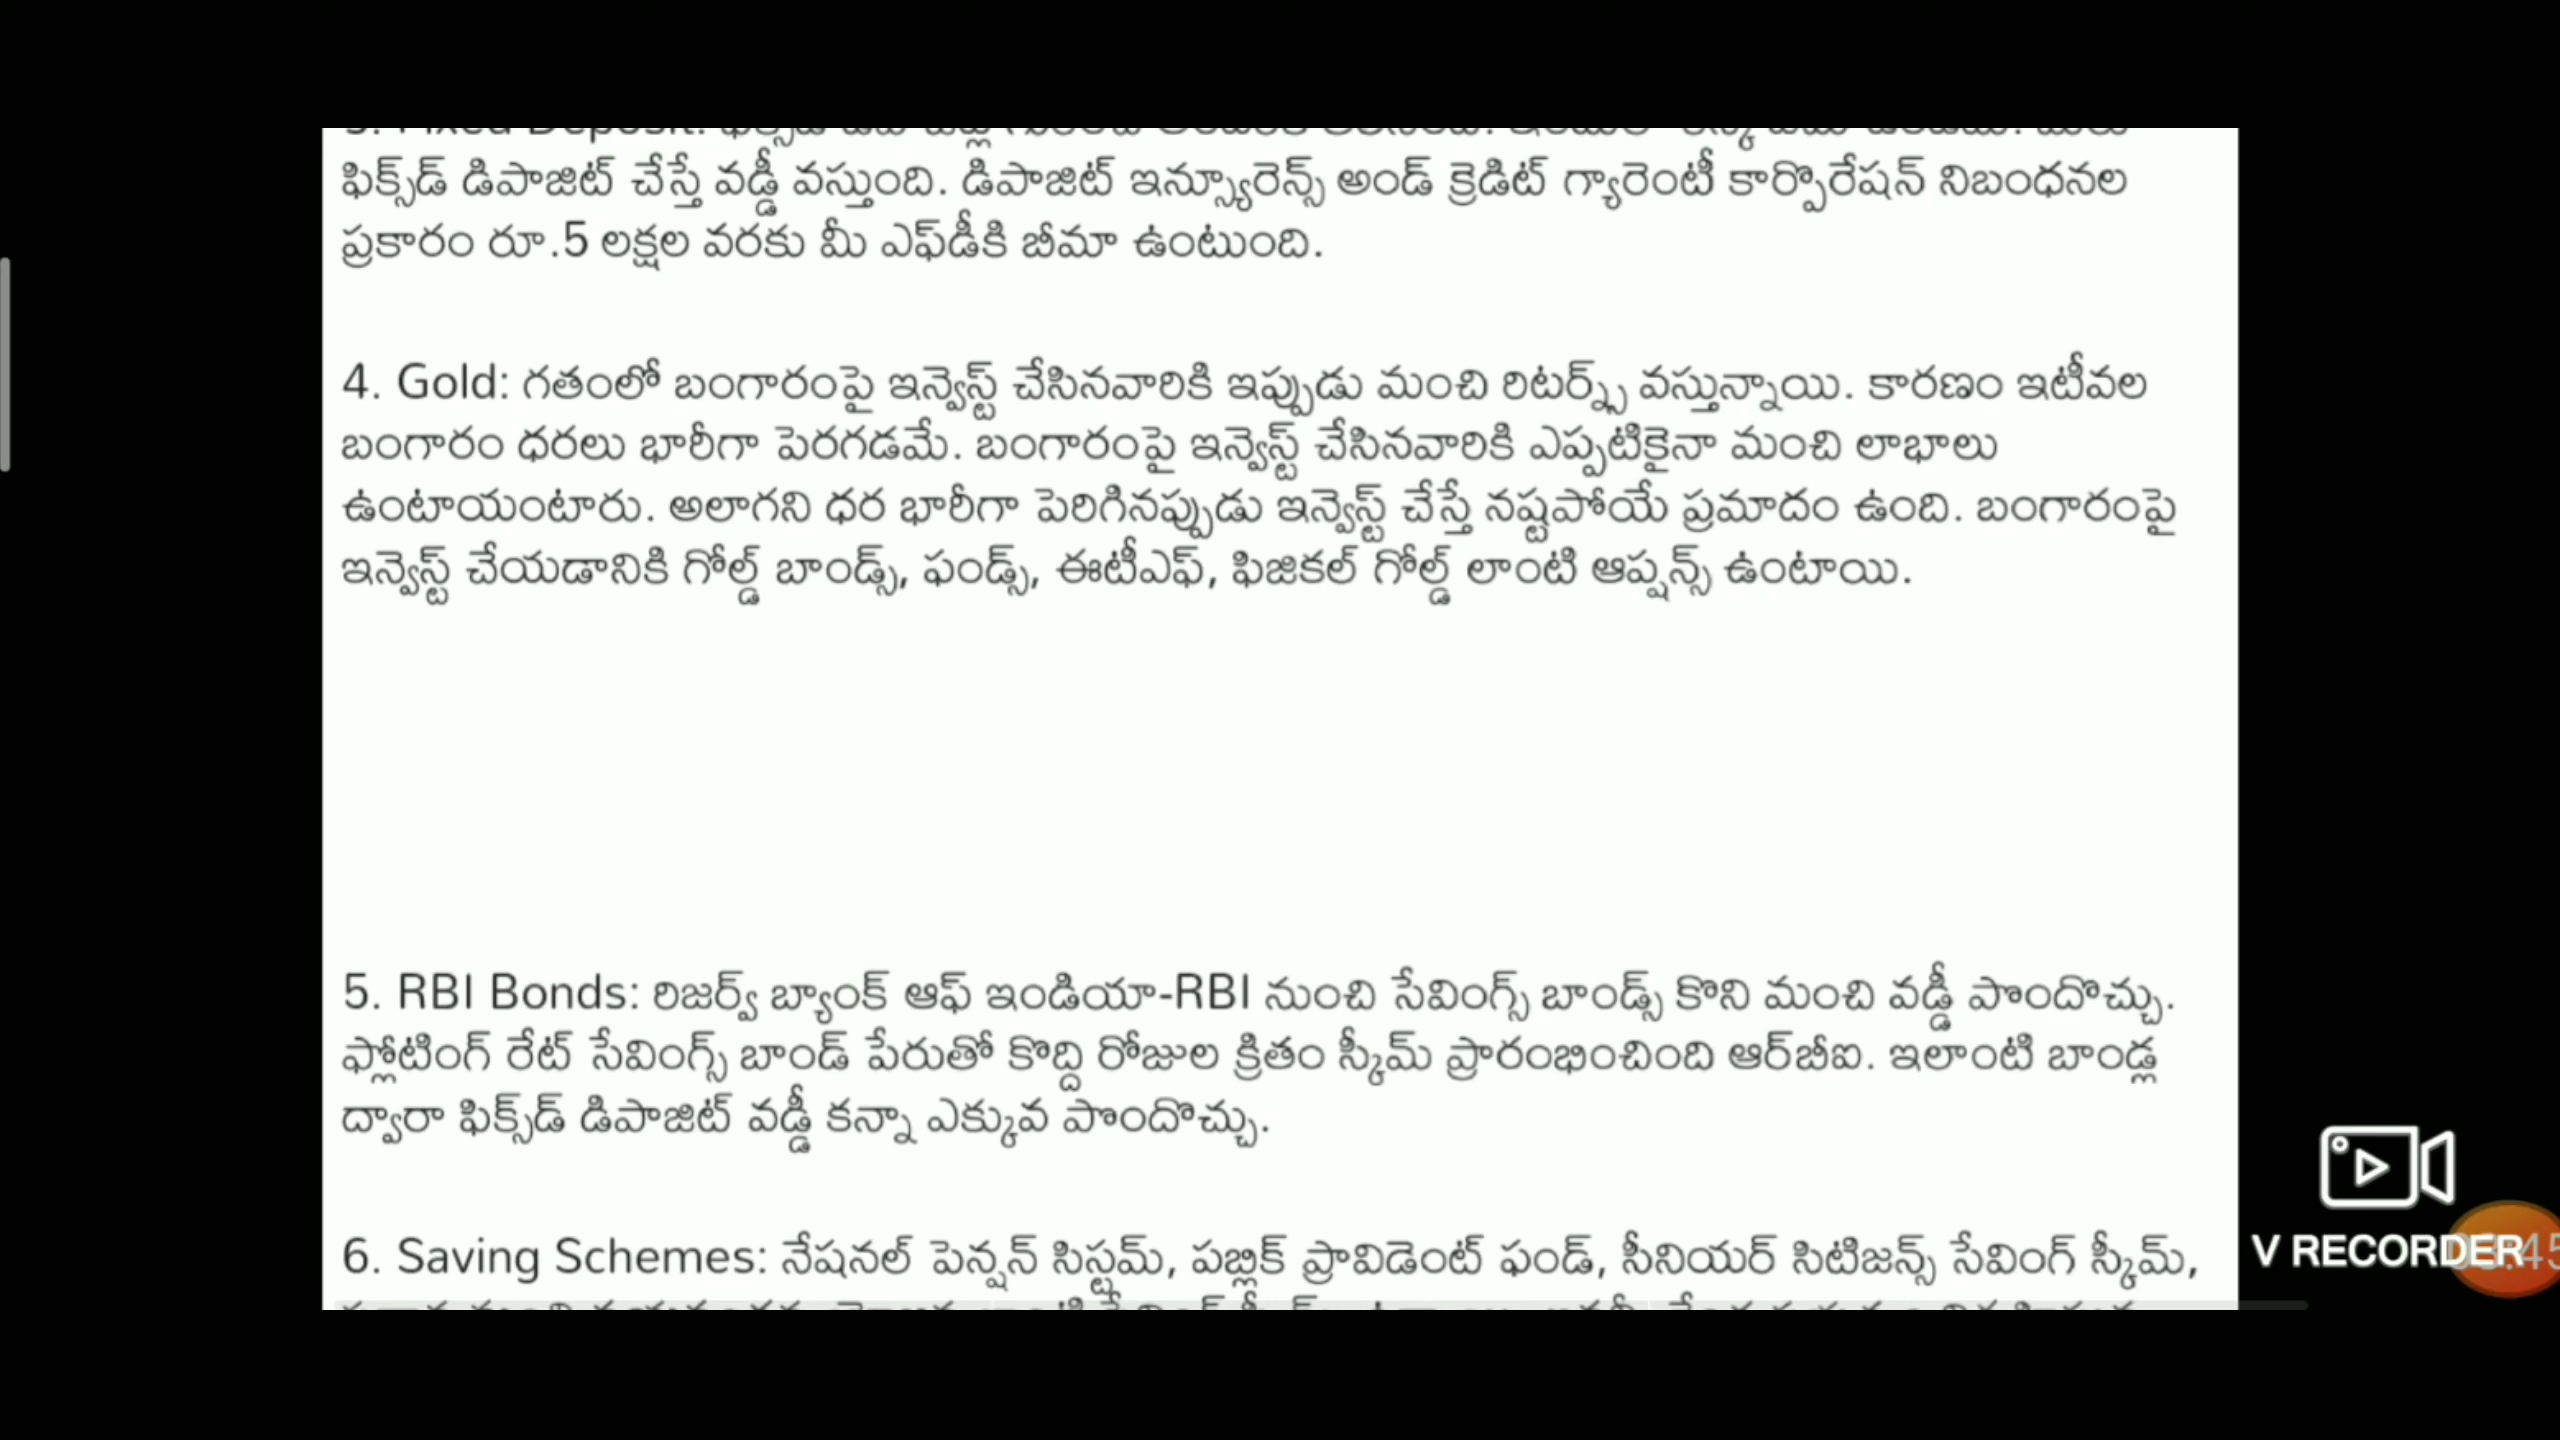 3. Fixed Deposit:
ఫిక్స్‌డ్ డిపాజిట్ చేస్తే వడ్డీ వస్తుంది. డిపాజిట్ ఇన్స్యూరెన్స్ అండ్ క్రెడిట్ గ్యారెంటీ కార్పొరేషన్ నిబంధనల
ప్రకారం రూ.5 లక్షల వరకు మీ ఎఫ్‌డీకి బీమా ఉంటుంది.
4. Gold: గతంలో బంగారంపై ఇన్వెస్ట్ చేసినవారికి ఇప్పుడు మంచి రిటర్న్స్ వస్తున్నాయి. కారణం ఇటీవల
బంగారం ధరలు భారీగా పెరగడమే. బంగారంపై ఇన్వెస్ట్ చేసినవారికి ఎప్పటికైనా మంచి లాభాలు
ఉంటాయంటారు. అలాగని ధర భారీగా పెరిగినప్పుడు ఇన్వెస్ట్ చేస్తే నష్టపోయే ప్రమాదం ఉంది. బంగారంపై
ఇన్వెస్ట్ చేయడానికి గోల్డ్ బాండ్స్, ఫండ్స్, ఈటీఎఫ్, ఫిజికల్ గోల్డ్ లాంటి ఆప్షన్స్ ఉంటాయి.
5. RBI Bonds: రిజర్వ్ బ్యాంక్ ఆఫ్ ఇండియా-RBI నుంచి సేవింగ్స్ బాండ్స్ కొని మంచి వడ్డీ పొందొచ్చు.
ఫ్లోటింగ్ రేట్ సేవింగ్స్ బాండ్ పేరుతో కొద్ది రోజుల క్రితం స్కీమ్ ప్రారంభించింది ఆర్‌బీఐ. ఇలాంటి బాండ్ల
ద్వారా ఫిక్స్‌డ్ డిపాజిట్ వడ్డీ కన్నా ఎక్కువ పొందొచ్చు.
6. Saving Schemes: నేషనల్ పెన్షన్ సిస్టమ్, పబ్లిక్ ప్రావిడెంట్ ఫండ్, సీనియర్ సిటిజన్స్ సేవింగ్ స్కీమ్,
V RECORDER